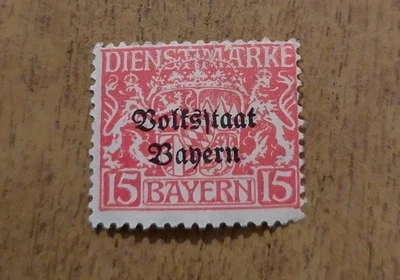 DIENSTMARKE
Volksstaat
Bayern
15 BAYERN 15